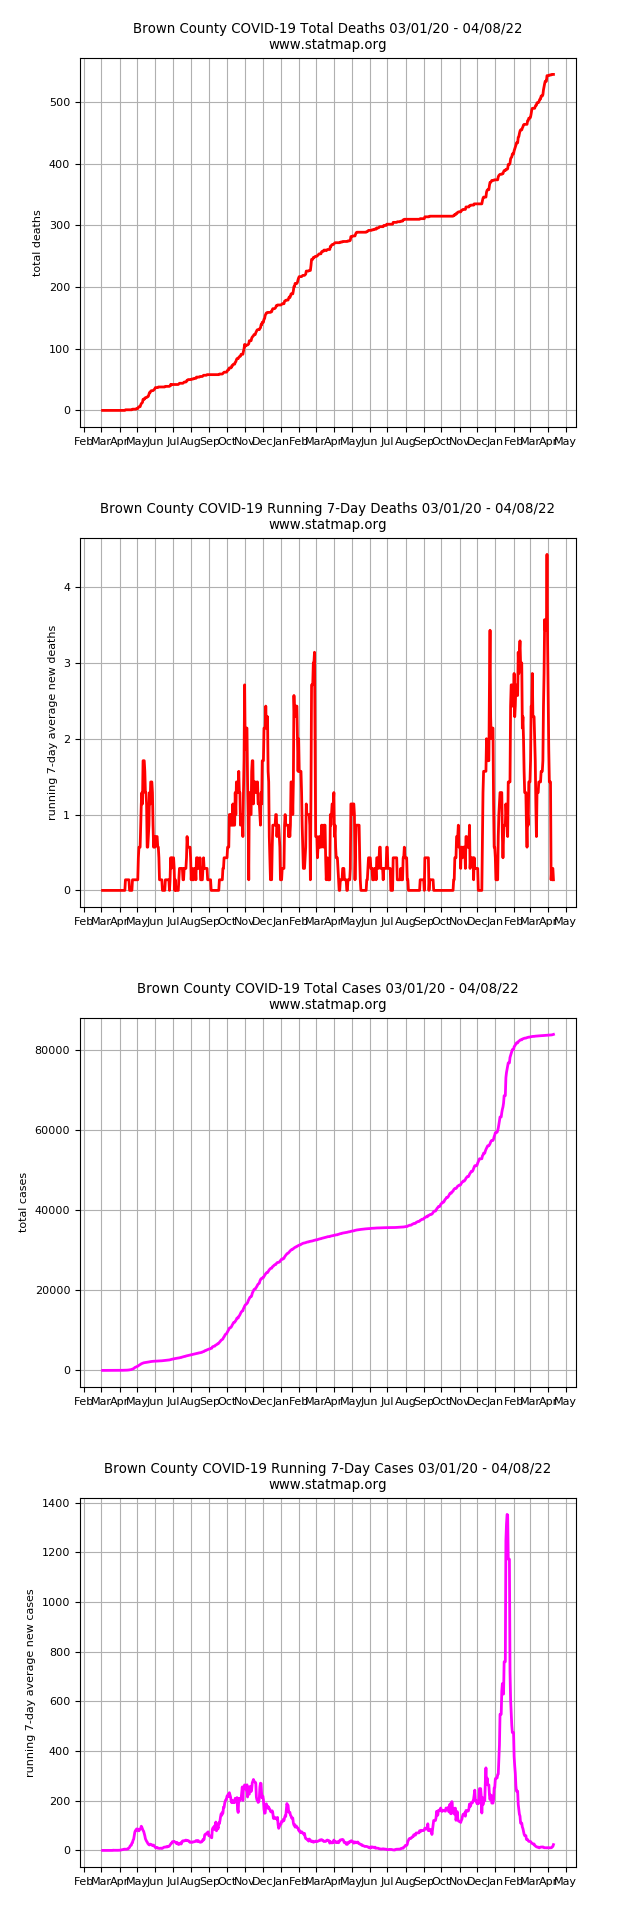 Brown County COVID-19 Total Deaths 03/01/20 - 04/08/22
www.statmap.org
total deaths
500
400
300
200
100
0
Feb Mar Apr May Jun Jul Aug Sep Oct Nov Dec Jan Feb Mar Apr May Jun Jul Aug Sep Oct Nov Dec Jan Feb Mar Apr May
Brown County COVID-19 Running 7-Day Deaths 03/01/20 - 04/08/22
www.statmap.org
running 7-day average new deaths
4
3
2
1
0
Feb Mar Apr May Jun Jul Aug Sep Oct Nov Dec Jan Feb Mar Apr May Jun Jul Aug Sep Oct Nov Dec Jan Feb Mar Apr May
Brown County COVID-19 Total Cases 03/01/20 - 04/08/22
www.statmap.org
total cases
80000
60000
40000
20000
0
Feb Mar Apr May Jun Jul Aug Sep Oct Nov Dec Jan Feb Mar Apr May Jun Jul Aug Sep Oct Nov Dec Jan Feb Mar Apr May
Brown County COVID-19 Running 7-Day Cases 03/01/20 - 04/08/22
www.statmap.org
running 7-day average new cases
1400
1200
1000
800
600
400
200
0
Feb Mar Apr May Jun Jul Aug Sep Oct Nov Dec Jan Feb Mar Apr May Jun Jul Aug Sep Oct Nov Dec Jan Feb Mar Apr May